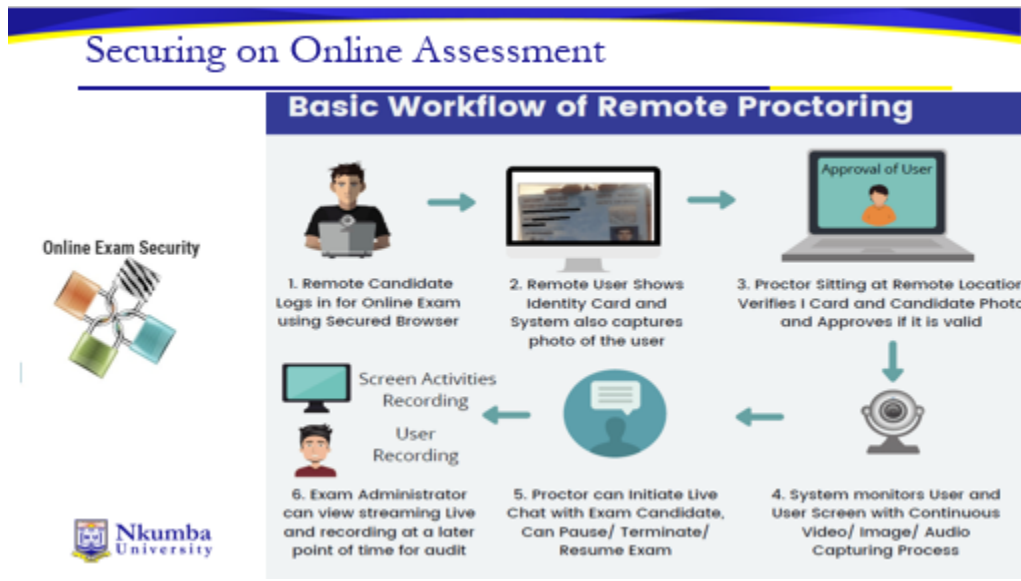 Securing on Online Assessment
Basic Workflow of Remote Proctoring
Online Exam Security
1. Remote Candidate
Logs in for Online Exam
using Secured Browser
2. Remote User Shows
Identity Card and
System also captures
photo of the user
Approval of User
3. Proctor Sitting at Remote Location
Verifies I Card and Candidate Photo
and Approves if it is valid
4. System monitors User and
User Screen with Continuous
Video/ Image/ Audio
Capturing Process
5. Proctor can Initiate Live
Chat with Exam Candidate,
Can Pause/ Terminate/
Resume Exam
Screen Activities
Recording
User
Recording
6. Exam Administrator
can view streaming Live
and recording at a later
point of time for audit
Nkumba
University